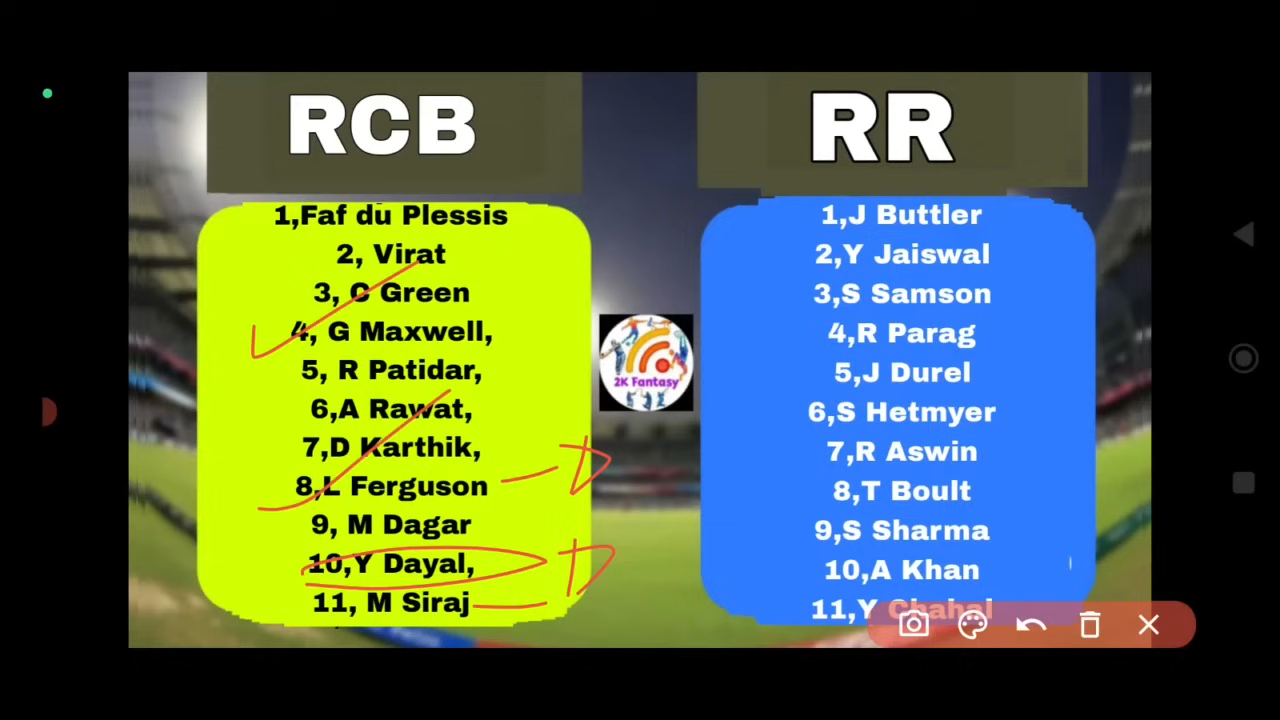 RCB
1,Faf du Plessis
2, Virat
3, C Green
4, G Maxwell,
5, R Patidar,
6,A Rawat,
7,D Karthik,
8,L Ferguson
9, M Dagar
10,Y Dayal,
11, M Siraj
2K Fantasy
RR
1,J Buttler
2,Y Jaiswal
3,S Samson
4,R Parag
5,J Durel
6,S Hetmyer
7,R Aswin
8,T Boult
9,S Sharma
10,A Khan
11,Y Chahal